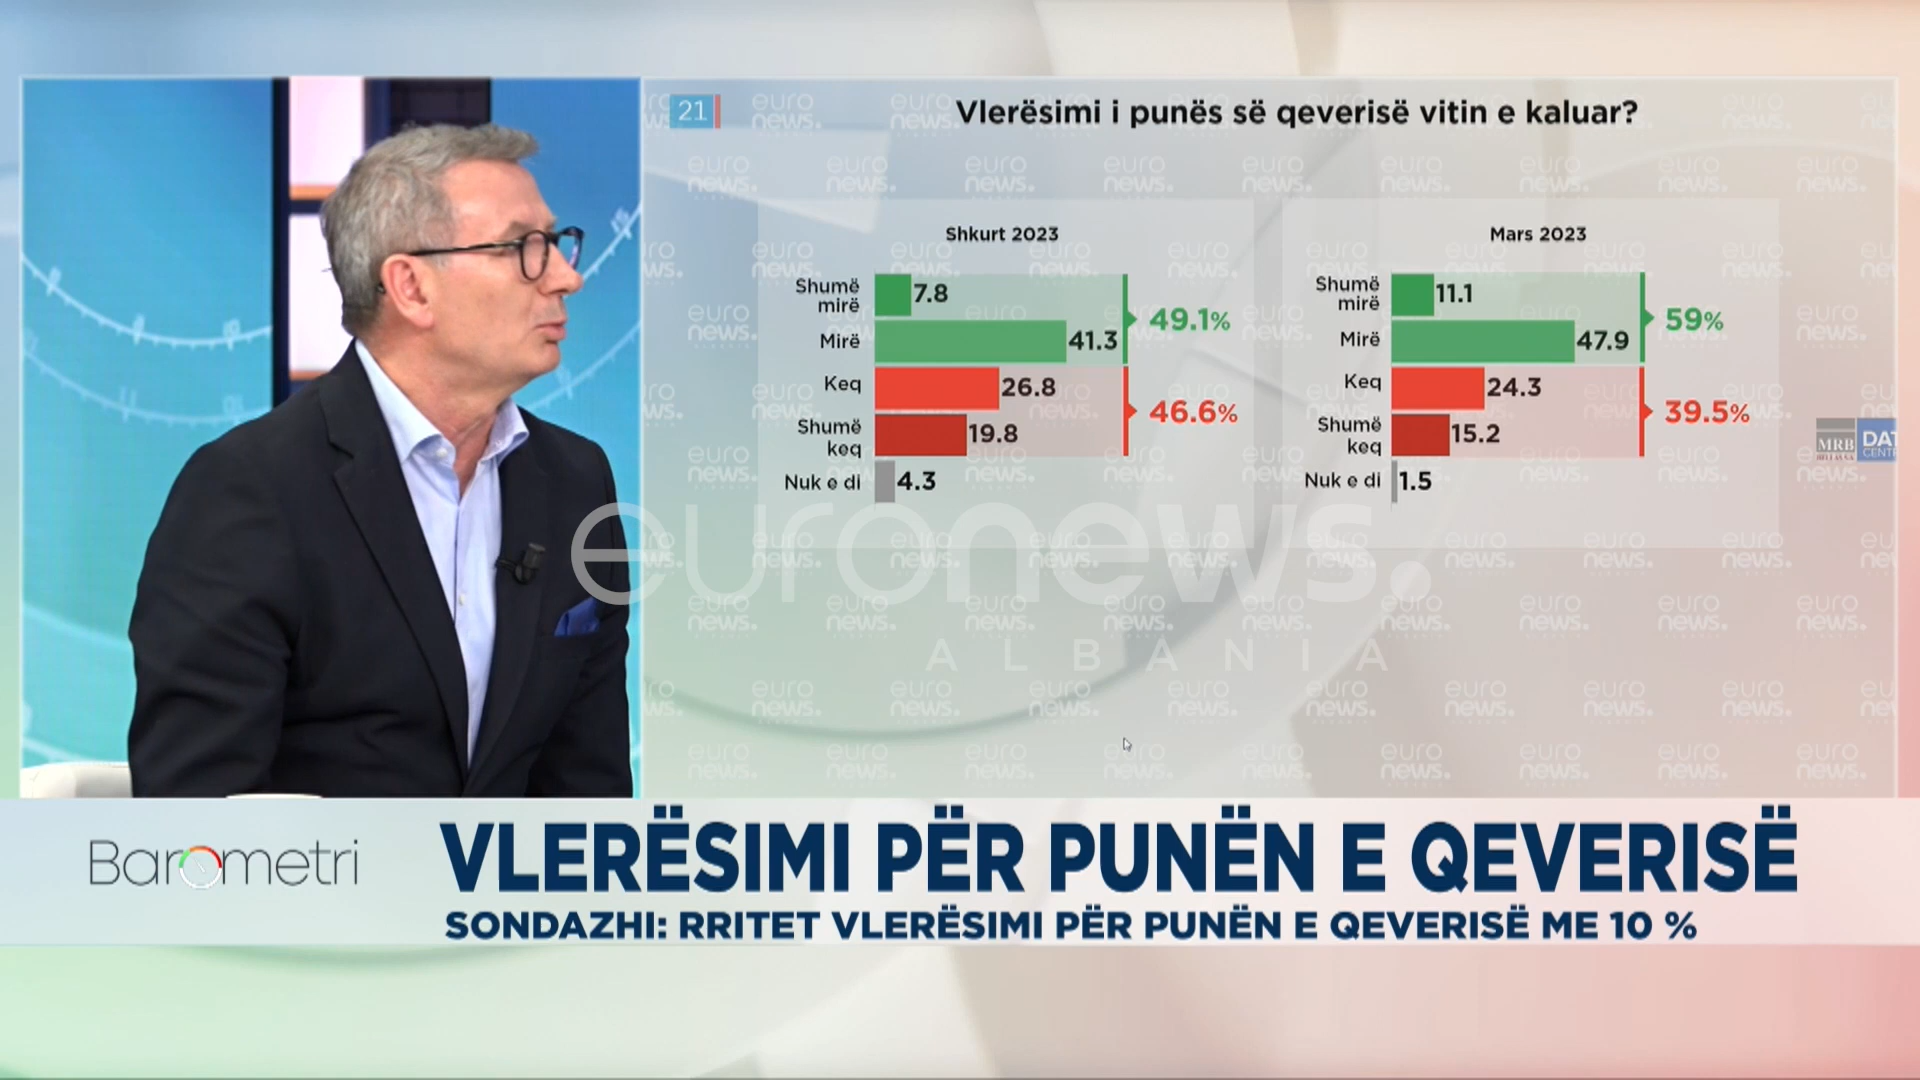 21
Vlerësimi i punës së qeverisë vitin e kaluar?
Shkurt 2023
Shumë
mirë
7.8
Mirë
41.3
49.1%
Keq
26.8
Shumë
keq
19.8
46.6%
Nuk e di
4.3
Mars 2023
Shumë
mirë
11.1
Mirë
47.9
59%
Keq
24.3
Shumë
keq
15.2
39.5%
Nuk e di
1.5
MRB
DAT
CENT
euronews.
ALBANIA
Barometri
VLERËSIMI PËR PUNËN E QEVERISË
SONDAZHI: RRITET VLERËSIMI PËR PUNËN E QEVERISË ME 10 %